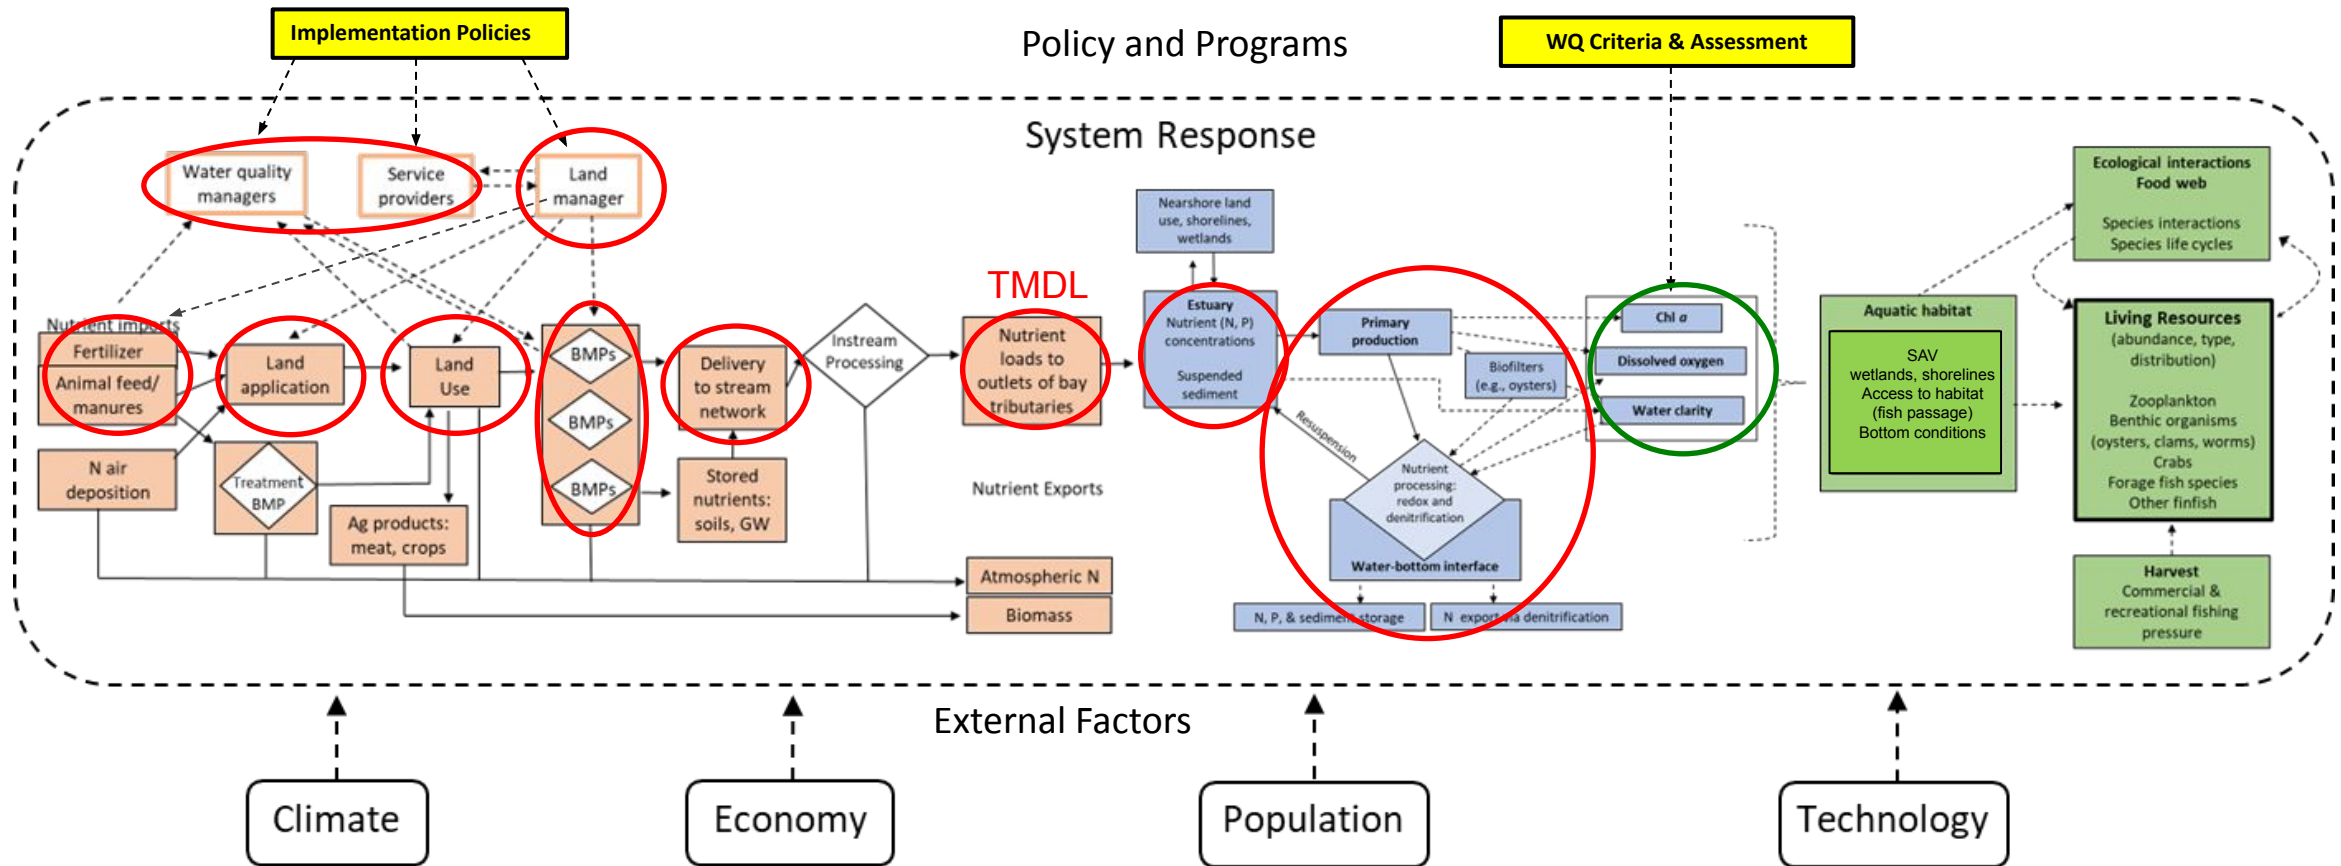 Implementation Policies
Policy and Programs
WQ Criteria & Assessment
System Response
Water quality
managers
Service
providers
Land
manager
Nutrient imports
Fertilizer
Animal feed/
manures
N air
deposition
Land
application
Treatment
BMP
Land
Use
Ag products:
meat, crops
BMPs
BMPs
BMPs
Delivery
to stream
network
Stored
nutrients:
soils, GW
Instream
Processing
TMDL
Nutrient
loads to
outlets of bay
tributaries
Nutrient Exports
Atmospheric N
Biomass
Nearshore land
use, shorelines,
wetlands
Estuary
Nutrient (N, P)
concentrations
Suspended
sediment
Primary
production
Biofilters
(e.g., oysters)
Resuspension
Nutrient
processing:
redox and
denitrification
Water-bottom interface
N, P, & sediment storage
N export via denitrification
Chl a
Dissolved oxygen
Water clarity
Aquatic habitat
SAV
wetlands, shorelines
Access to habitat
(fish passage)
Bottom conditions
Ecological interactions
Food web
Species interactions
Species life cycles
Living Resources
(abundance, type,
distribution)
Zooplankton
Benthic organisms
(oysters, clams, worms)
Crabs
Forage fish species
Other finfish
Harvest
Commercial &
recreational fishing
pressure
External Factors
Climate
Economy
Population
Technology